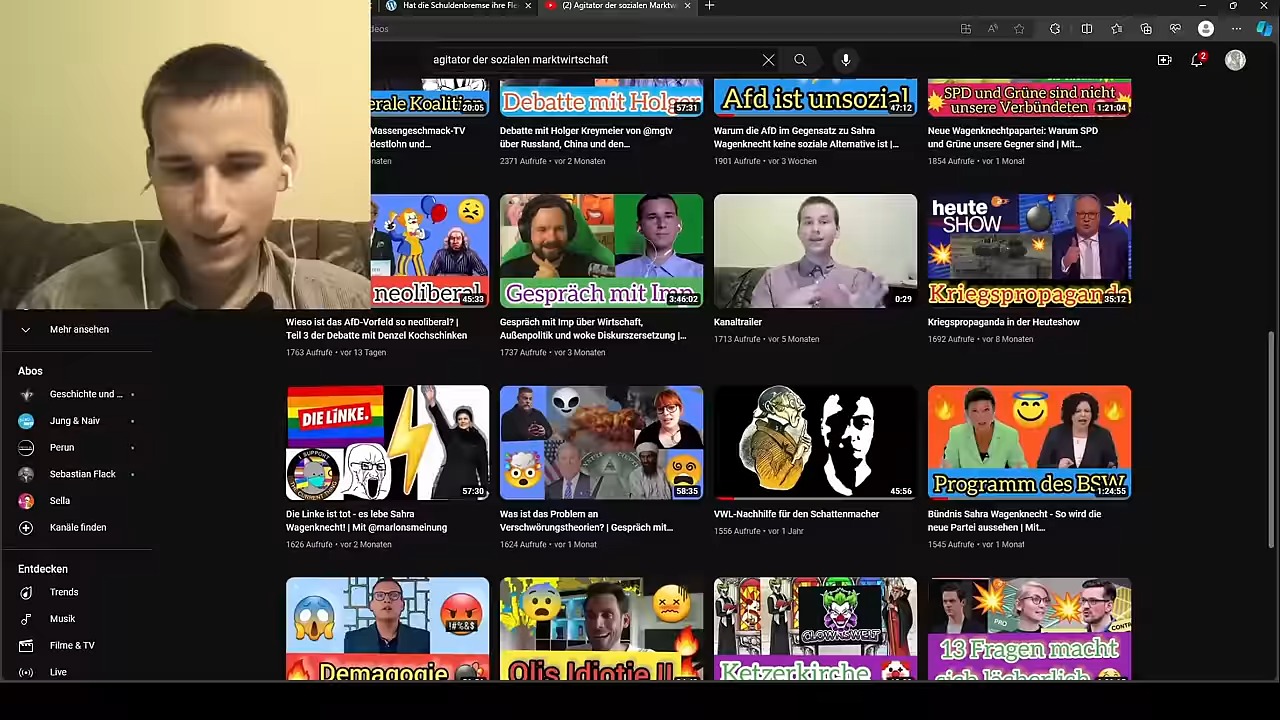 Hat die Schuldenbremse ihre Fle
(2) Agitator der sozialen Marktw
deos
agitator der sozialen marktwirtschaft
2
erale Koaliti
20:05
Debatte mit Holger
57:31
Afd ist unsozial
47:12
SPD und Grüne sind nicht
unsere Verbündeten
1:21:04
Massengeschmack-TV
destlohn und...
Debatte mit Holger Kreymeier von @mgtv
über Russland, China und den...
2371 Aufrufe • vor 2 Monaten
Warum die AfD im Gegensatz zu Sahra
Wagenknecht keine soziale Alternative ist |...
1901 Aufrufe • vor 3 Wochen
Neue Wagenknechtpapartei: Warum SPD
und Grüne unsere Gegner sind | Mit...
1854 Aufrufe • vor 1 Monat
neoliberal
45:33
Gespräch mit Imp
3:46:02
0:29
heute
SHOW
Kriegspropaganda
35:12
Wieso ist das AfD-Vorfeld so neoliberal? |
Teil 3 der Debatte mit Denzel Kochschinken
1763 Aufrufe • vor 13 Tagen
Gespräch mit Imp über Wirtschaft,
Außenpolitik und woke Diskurszersetzung |...
1737 Aufrufe • vor 3 Monaten
Kanaltrailer
1713 Aufrufe • vor 5 Monaten
Kriegspropaganda in der Heuteshow
1692 Aufrufe • vor 8 Monaten
Mehr ansehen
Abos
Geschichte und ...
Jung & Naiv
Perun
Sebastian Flack
Sella
Kanäle finden
DIE LINKE.
I SUPPORT
57:30
58:35
45:56
Programm des BSW
1:24:55
Die Linke ist tot - es lebe Sahra
Wagenknecht! | Mit @marlonsmeinung
1626 Aufrufe • vor 2 Monaten
Was ist das Problem an
Verschwörungstheorien? | Gespräch mit...
1624 Aufrufe • vor 1 Monat
VWL-Nachhilfe für den Schattenmacher
1556 Aufrufe • vor 1 Jahr
Bündnis Sahra Wagenknecht - So wird die
neue Partei aussehen | Mit...
1545 Aufrufe • vor 1 Monat
Entdecken
Trends
Musik
Filme & TV
Live
Demagogie
Olis Idiotie II
CLOWNSWELT
Ketzerkirche
PRO
CONTRA
13 Fragen macht
sich lächerlich